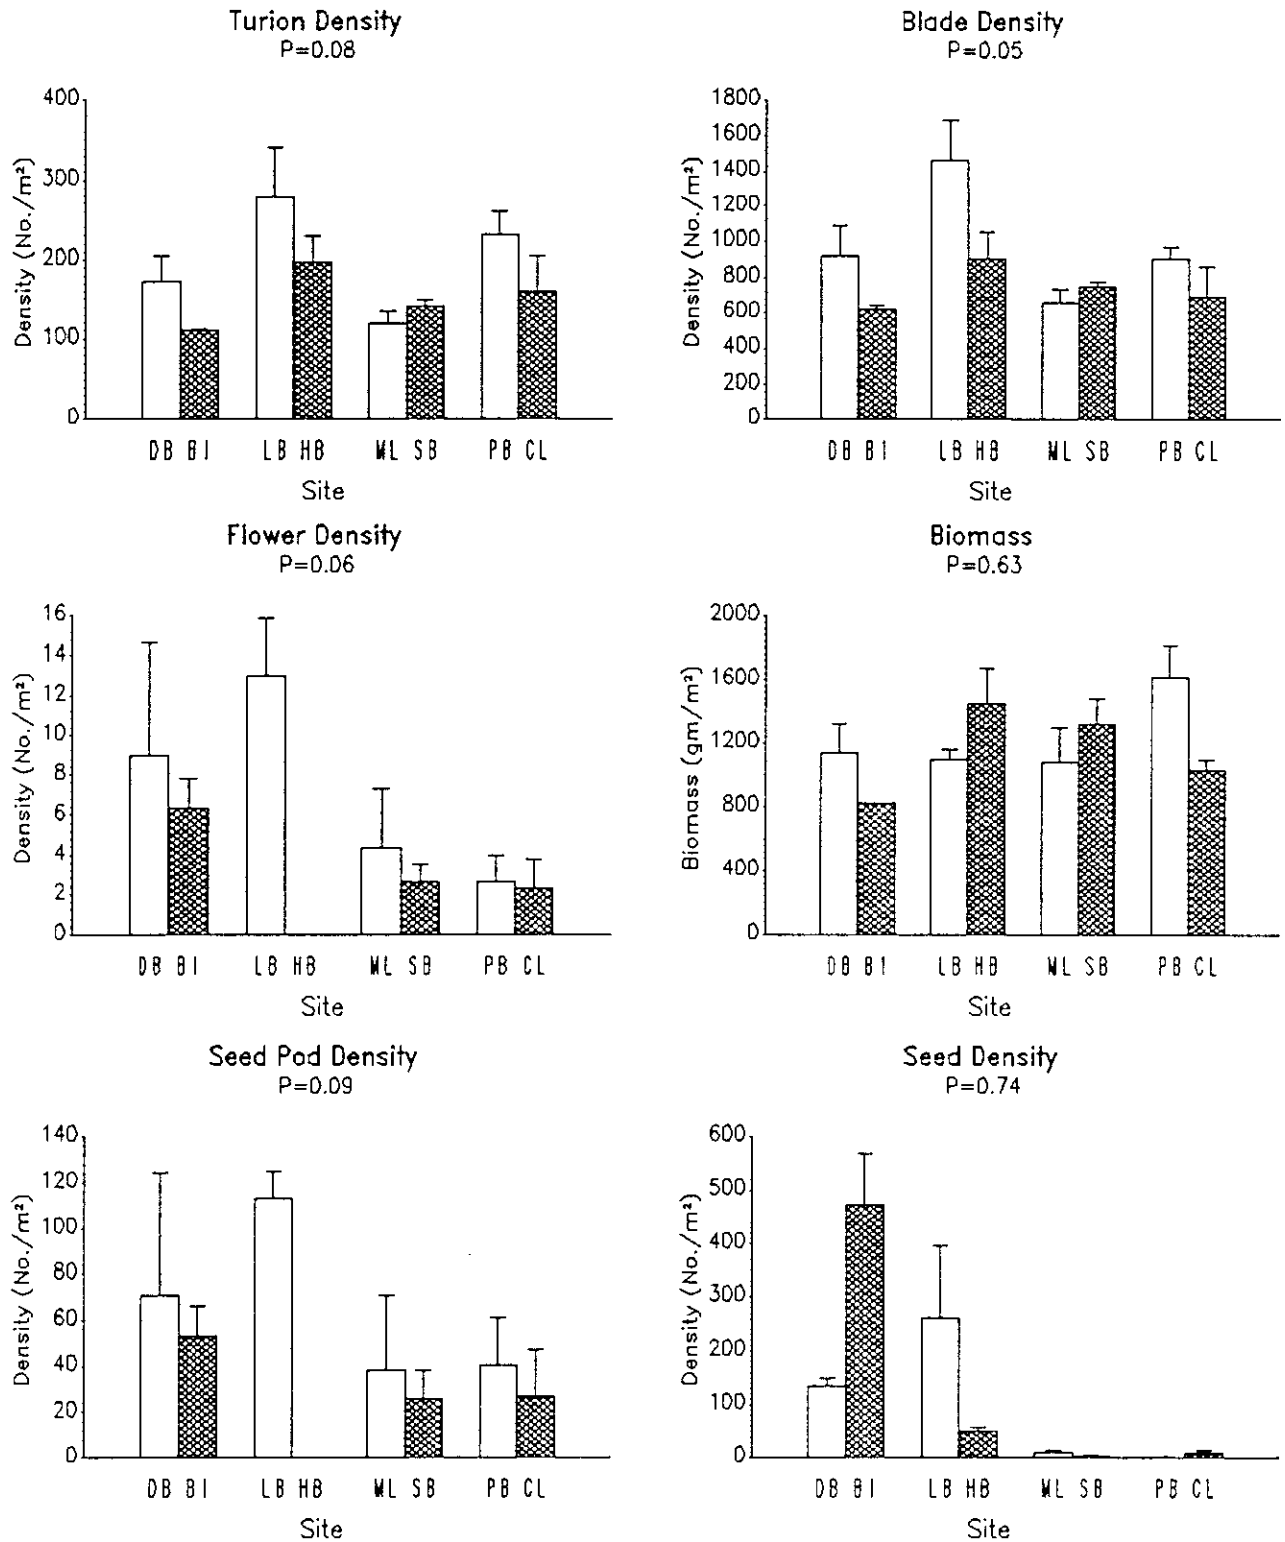 Turion Density
P=0.08
Density (No./m²)
400
300
200
100
0
DB BI LB HB ML SB PB CL
Site
Blade Density
P=0.05
Density (No./m²)
1800
1600
1400
1200
1000
800
600
400
200
0
DB BI LB HB ML SB PB CL
Site
Flower Density
P=0.06
Density (No./m²)
16
14
12
10
8
6
4
2
0
DB BI LB HB ML SB PB CL
Site
Biomass
P=0.63
Biomass (gm/m²)
2000
1600
1200
800
400
0
DB BI LB HB ML SB PB CL
Site
Seed Pod Density
P=0.09
Density (No./m²)
140
120
100
80
60
40
20
0
DB BI LB HB ML SB PB CL
Site
Seed Density
P=0.74
Density (No./m²)
600
500
400
300
200
100
0
DB BI LB HB ML SB PB CL
Site